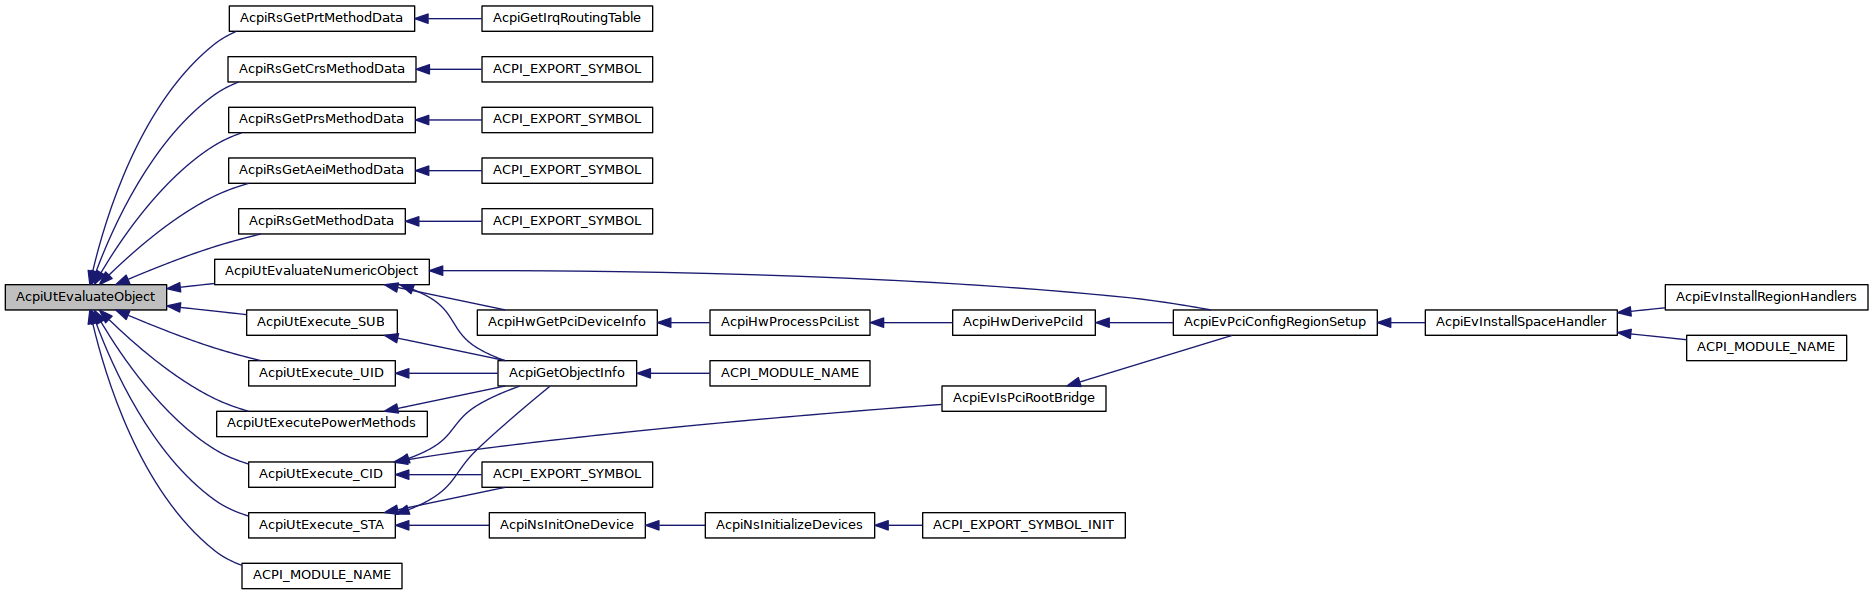 AcpiRsGetPrtMethodData
AcpiGetIrqRoutingTable
AcpiRsGetCrsMethodData
ACPI_EXPORT_SYMBOL
AcpiRsGetPrsMethodData
ACPI_EXPORT_SYMBOL
AcpiRsGetAeiMethodData
ACPI_EXPORT_SYMBOL
AcpiRsGetMethodData
ACPI_EXPORT_SYMBOL
AcpiUtEvaluateNumericObject
AcpiUtEvaluateObject
AcpiEvInstallRegionHandlers
AcpiUtExecute_SUB
AcpiHwGetPciDeviceInfo
AcpiHwProcessPciList
AcpiHwDerivePciId
AcpiEvPciConfigRegionSetup
AcpiEvInstallSpaceHandler
ACPI_MODULE_NAME
AcpiUtExecute_UID
AcpiGetObjectInfo
ACPI_MODULE_NAME
AcpiEvIsPciRootBridge
AcpiUtExecutePowerMethods
AcpiUtExecute_CID
ACPI_EXPORT_SYMBOL
AcpiUtExecute_STA
AcpiNsInitOneDevice
AcpiNsInitializeDevices
ACPI_EXPORT_SYMBOL_INIT
ACPI_MODULE_NAME